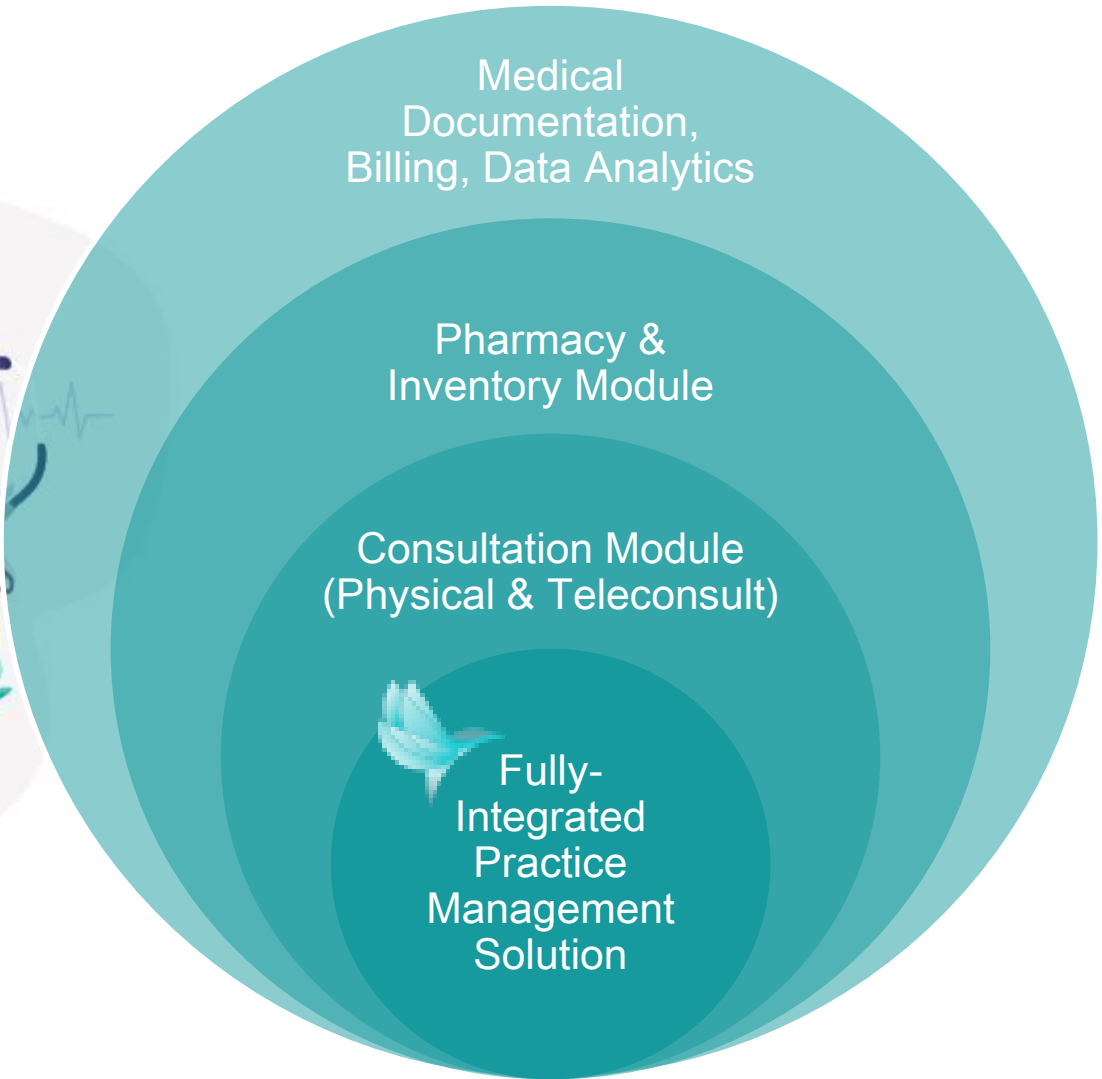 Medical
Documentation,
Billing, Data Analytics
Pharmacy &
Inventory Module
Consultation Module
(Physical & Teleconsult)
Fully-
Integrated
Practice
Management
Solution